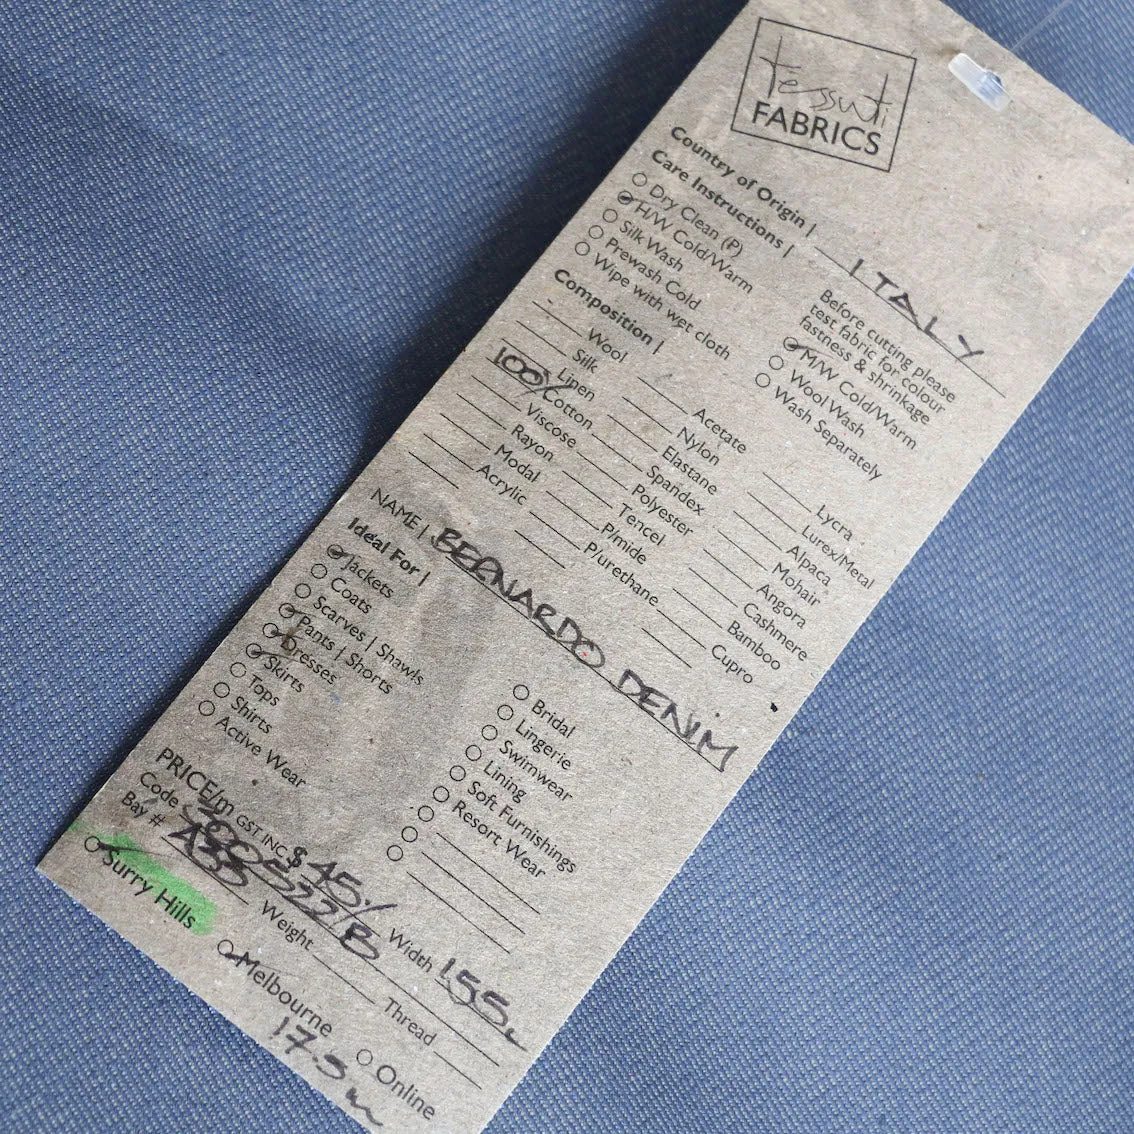 tessuti
FABRICS
Country of Origin | ITALY
Care Instructions |
Dry Clean (P)
H/W Cold/Warm
Silk Wash
Prewash Cold
Wipe with wet cloth
Before cutting please
test fabric for colour
fastness & shrinkage
M/W Cold/Warm
Wool Wash
Wash Separately
Composition |
Wool
Silk
Linen
100% Cotton
Viscose
Rayon
Modal
Acrylic
Acetate
Nylon
Elastane
Spandex
Polyester
Tencel
P/mide
P/urethane
Lycra
Lurex/Metal
Alpaca
Mohair
Angora
Cashmere
Bamboo
Cupro
NAME | BERNARDO DENIM
Ideal For |
Jackets
Coats
Scarves | Shawls
Pants | Shorts
Dresses
Skirts
Tops
Shirts
Active Wear
Bridal
Lingerie
Swimwear
Lining
Soft Furnishings
Resort Wear
PRICE/m GST INC $45/ Width 155
Code 300522/B
Bay # Weight Thread
Surry Hills Melbourne Online